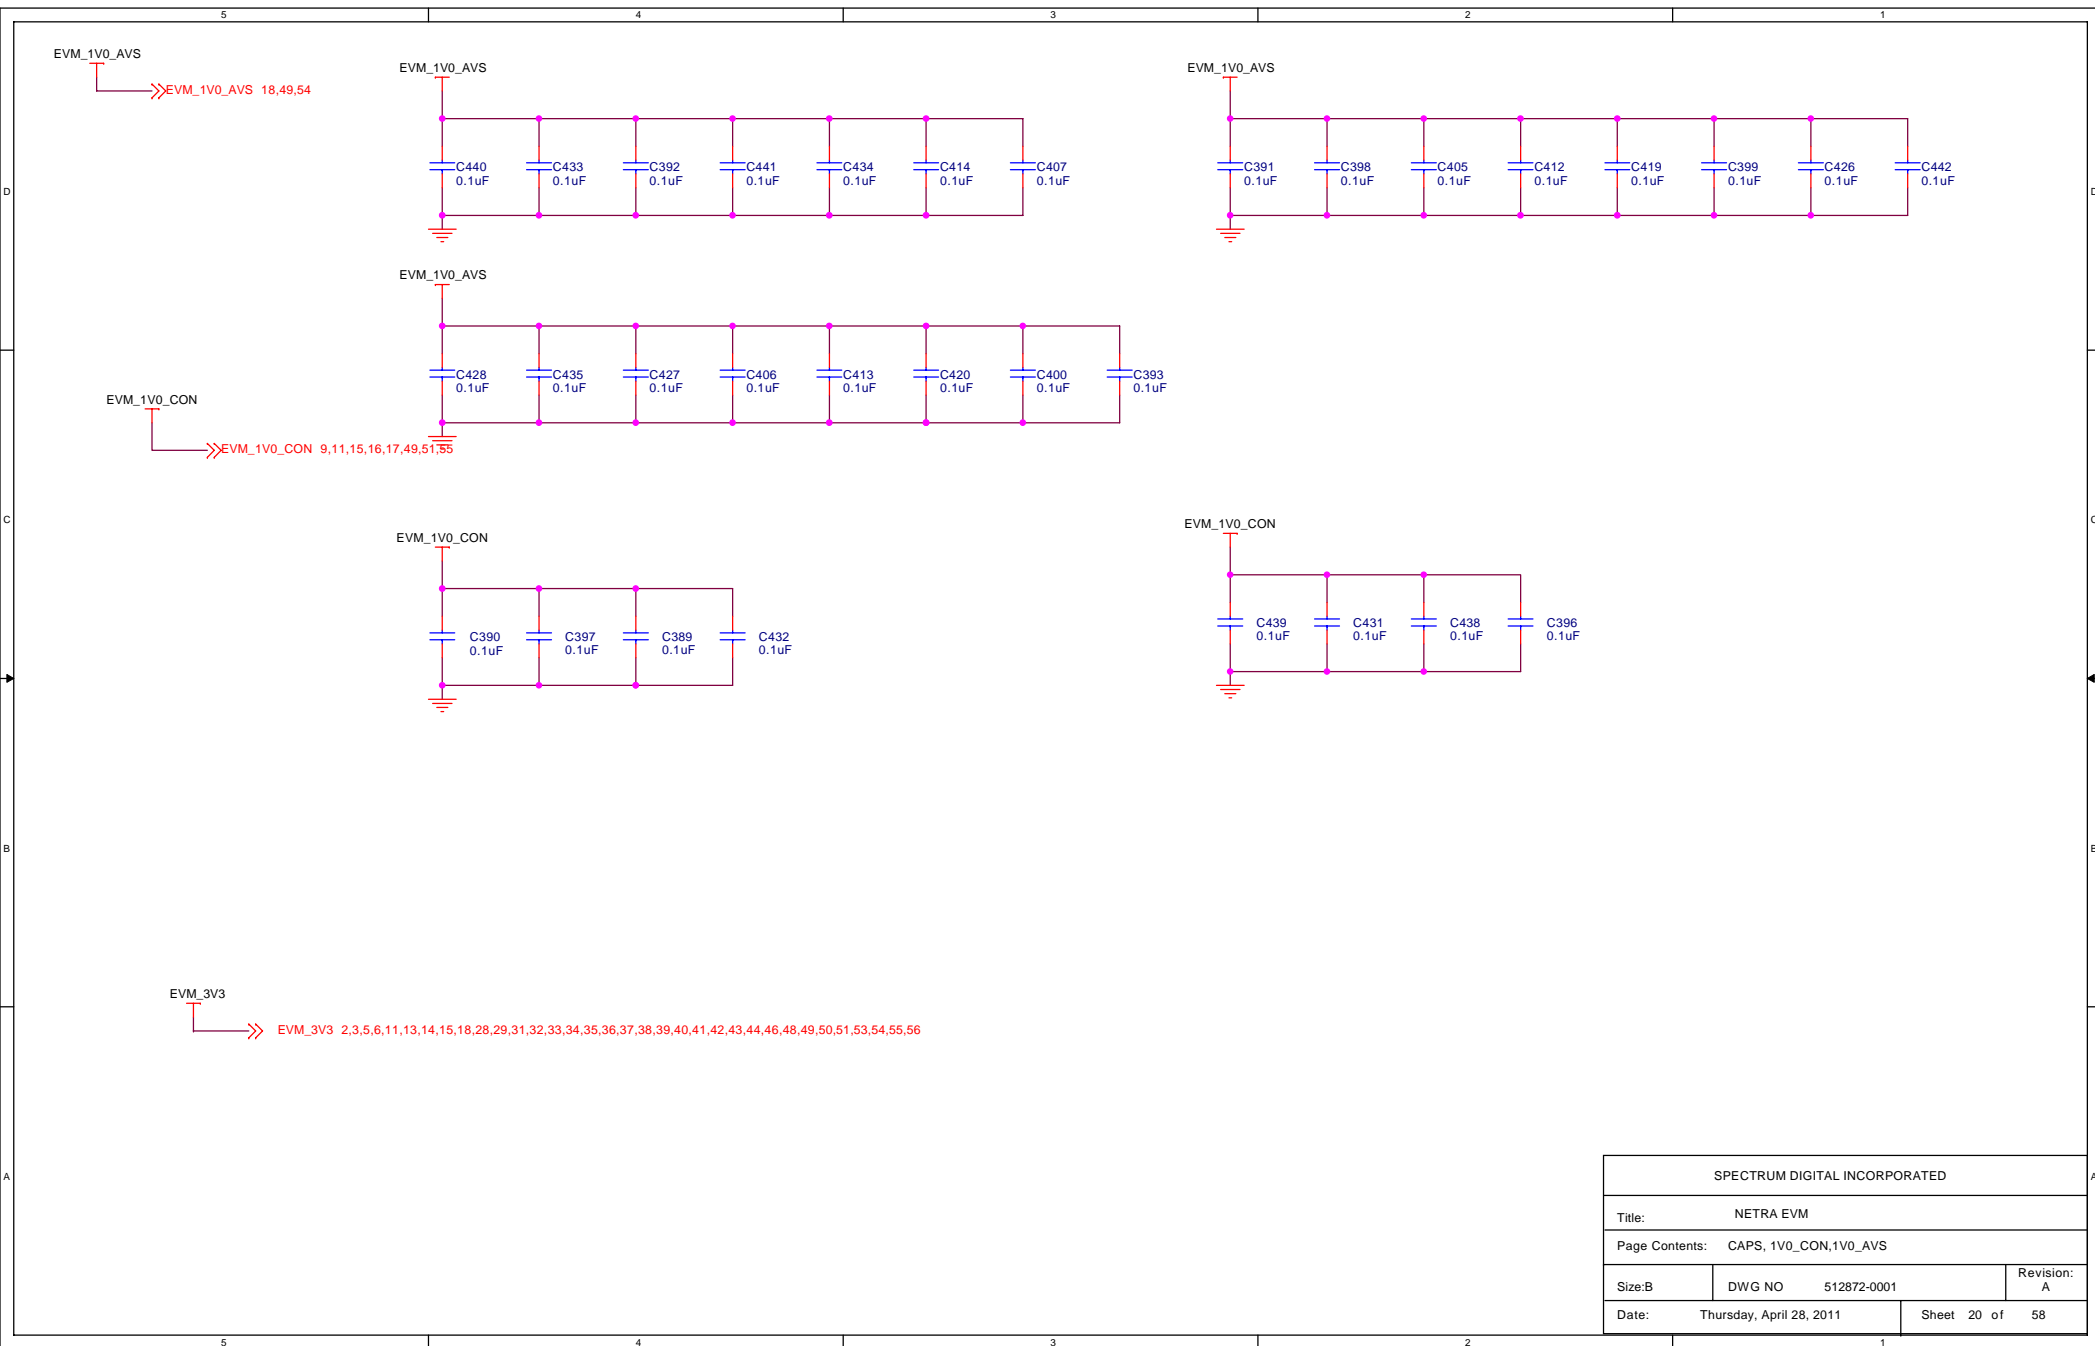 5 4 3 2 1
EVM_1V0_AVS
EVM_1V0_AVS 18,49,54
EVM_1V0_AVS
C440 C433 C392 C441 C434 C414 C407
0.1uF 0.1uF 0.1uF 0.1uF 0.1uF 0.1uF 0.1uF
EVM_1V0_AVS
C391 C398 C405 C412 C419 C399 C426 C442
0.1uF 0.1uF 0.1uF 0.1uF 0.1uF 0.1uF 0.1uF 0.1uF
D D
EVM_1V0_AVS
C428 C435 C427 C406 C413 C420 C400 C393
0.1uF 0.1uF 0.1uF 0.1uF 0.1uF 0.1uF 0.1uF 0.1uF
EVM_1V0_CON
EVM_1V0_CON 9,11,15,16,17,49,51,55
C C
EVM_1V0_CON
C390 C397 C389 C432
0.1uF 0.1uF 0.1uF 0.1uF
EVM_1V0_CON
C439 C431 C438 C396
0.1uF 0.1uF 0.1uF 0.1uF
B B
EVM_3V3
EVM_3V3 2,3,5,6,11,13,14,15,18,28,29,31,32,33,34,35,36,37,38,39,40,41,42,43,44,46,48,49,50,51,53,54,55,56
A A
SPECTRUM DIGITAL INCORPORATED
Title: NETRA EVM
Page Contents: CAPS, 1V0_CON,1V0_AVS
Size:B DWG NO 512872-0001 Revision: A
Date: Thursday, April 28, 2011 Sheet 20 of 58
5 4 3 2 1